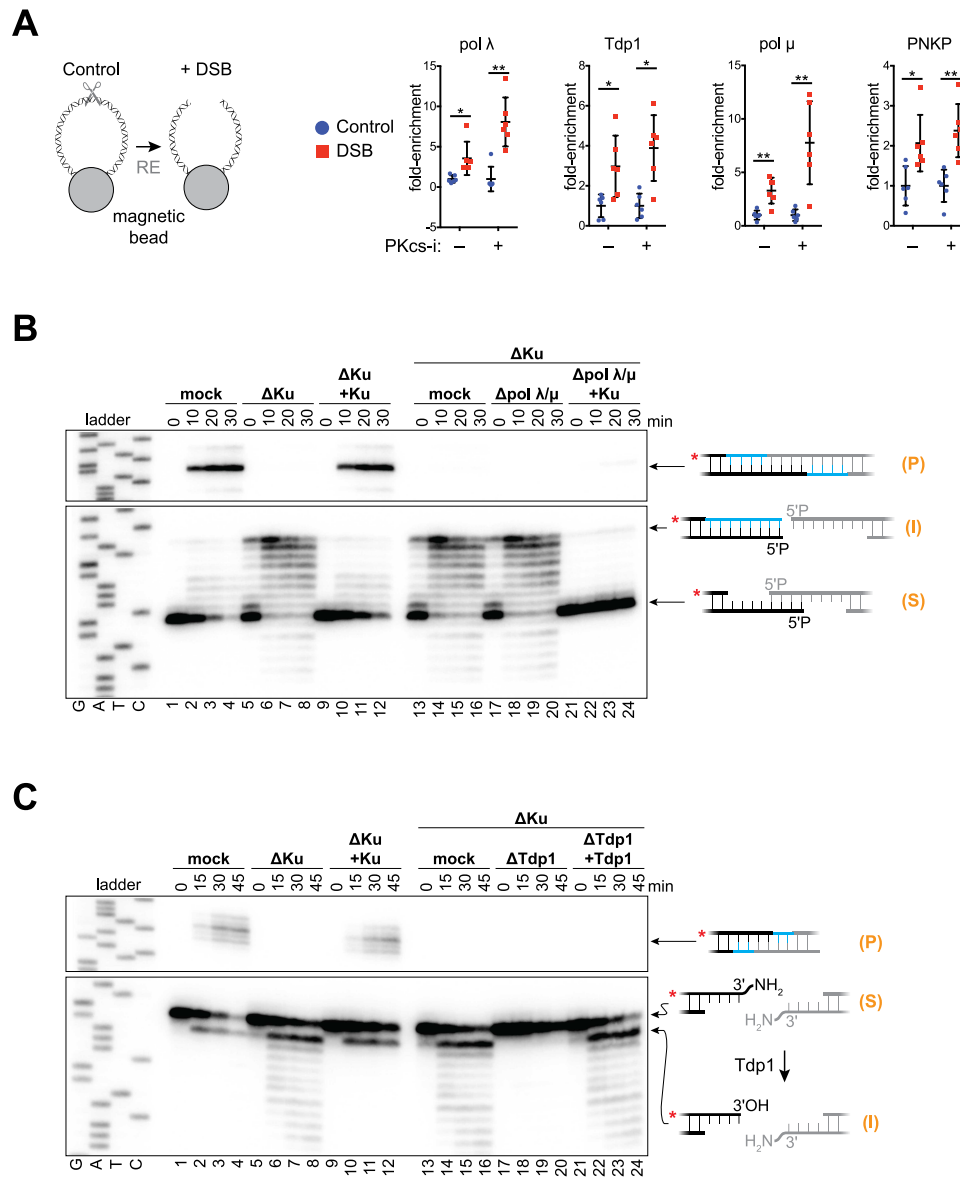 A
Control
+ DSB
RE
magnetic
bead
Control
DSB
pol λ
fold-enrichment
15
10
5
0
-5
*
**
PKcs-i:
–
+
Tdp1
fold-enrichment
8
6
4
2
0
*
*
–
+
pol μ
fold-enrichment
15
10
5
0
**
**
–
+
PNKP
fold-enrichment
4
3
2
1
0
*
**
–
+
B
ΔKu
mock
ΔKu
ΔKu
+Ku
mock
Δpol λ/μ
Δpol λ/μ
+Ku
ladder
0 10 20 30 0 10 20 30 0 10 20 30 0 10 20 30 0 10 20 30 0 10 20 30 min
* (P)
* 5'P (I)
5'P
* 5'P (S)
5'P
G A T C 1 2 3 4 5 6 7 8 9 10 11 12 13 14 15 16 17 18 19 20 21 22 23 24
C
ΔKu
mock
ΔKu
ΔKu
+Ku
mock
ΔTdp1
ΔTdp1
+Tdp1
ladder
0 15 30 45 0 15 30 45 0 15 30 45 0 15 30 45 0 15 30 45 0 15 23 45 min
* (P)
* 3' NH2 (S)
H2N 3'
Tdp1
* 3'OH (I)
H2N 3'
G A T C 1 2 3 4 5 6 7 8 9 10 11 12 13 14 15 16 17 18 19 20 21 22 23 24